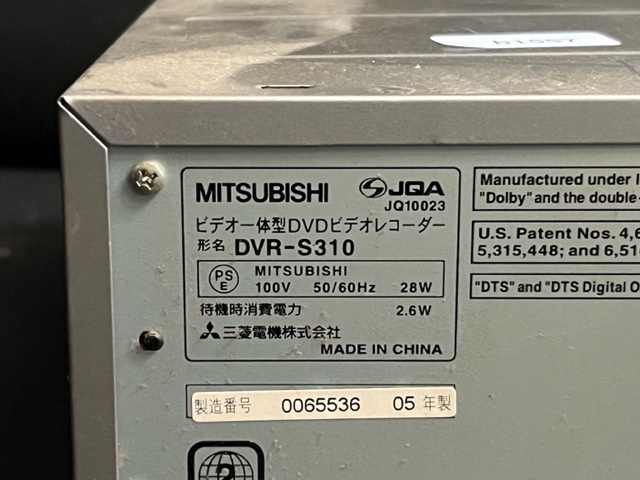 b1557
MITSUBISHI JQA
JQ10023
ビデオ一体型DVDビデオレコーダー
形名 DVR-S310
PS E MITSUBISHI
100V 50/60Hz 28W
待機時消費電力 2.6W
三菱電機株式会社
MADE IN CHINA
製造番号 0065536 05年製
Manufactured under
"Dolby" and the double-
U.S. Patent Nos. 4,6
5,315,448; and 6,51
"DTS" and "DTS Digital O
2